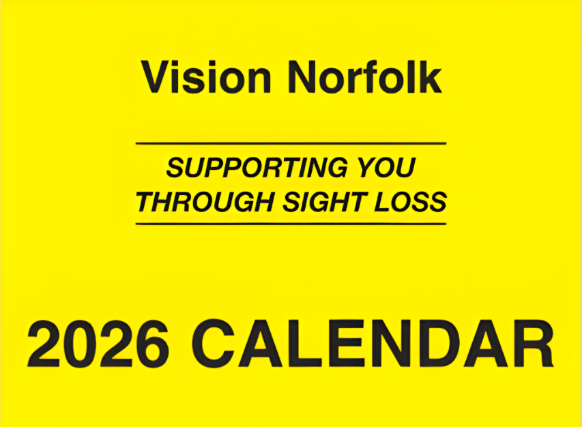 Vision Norfolk
SUPPORTING YOU
THROUGH SIGHT LOSS
2026 CALENDAR